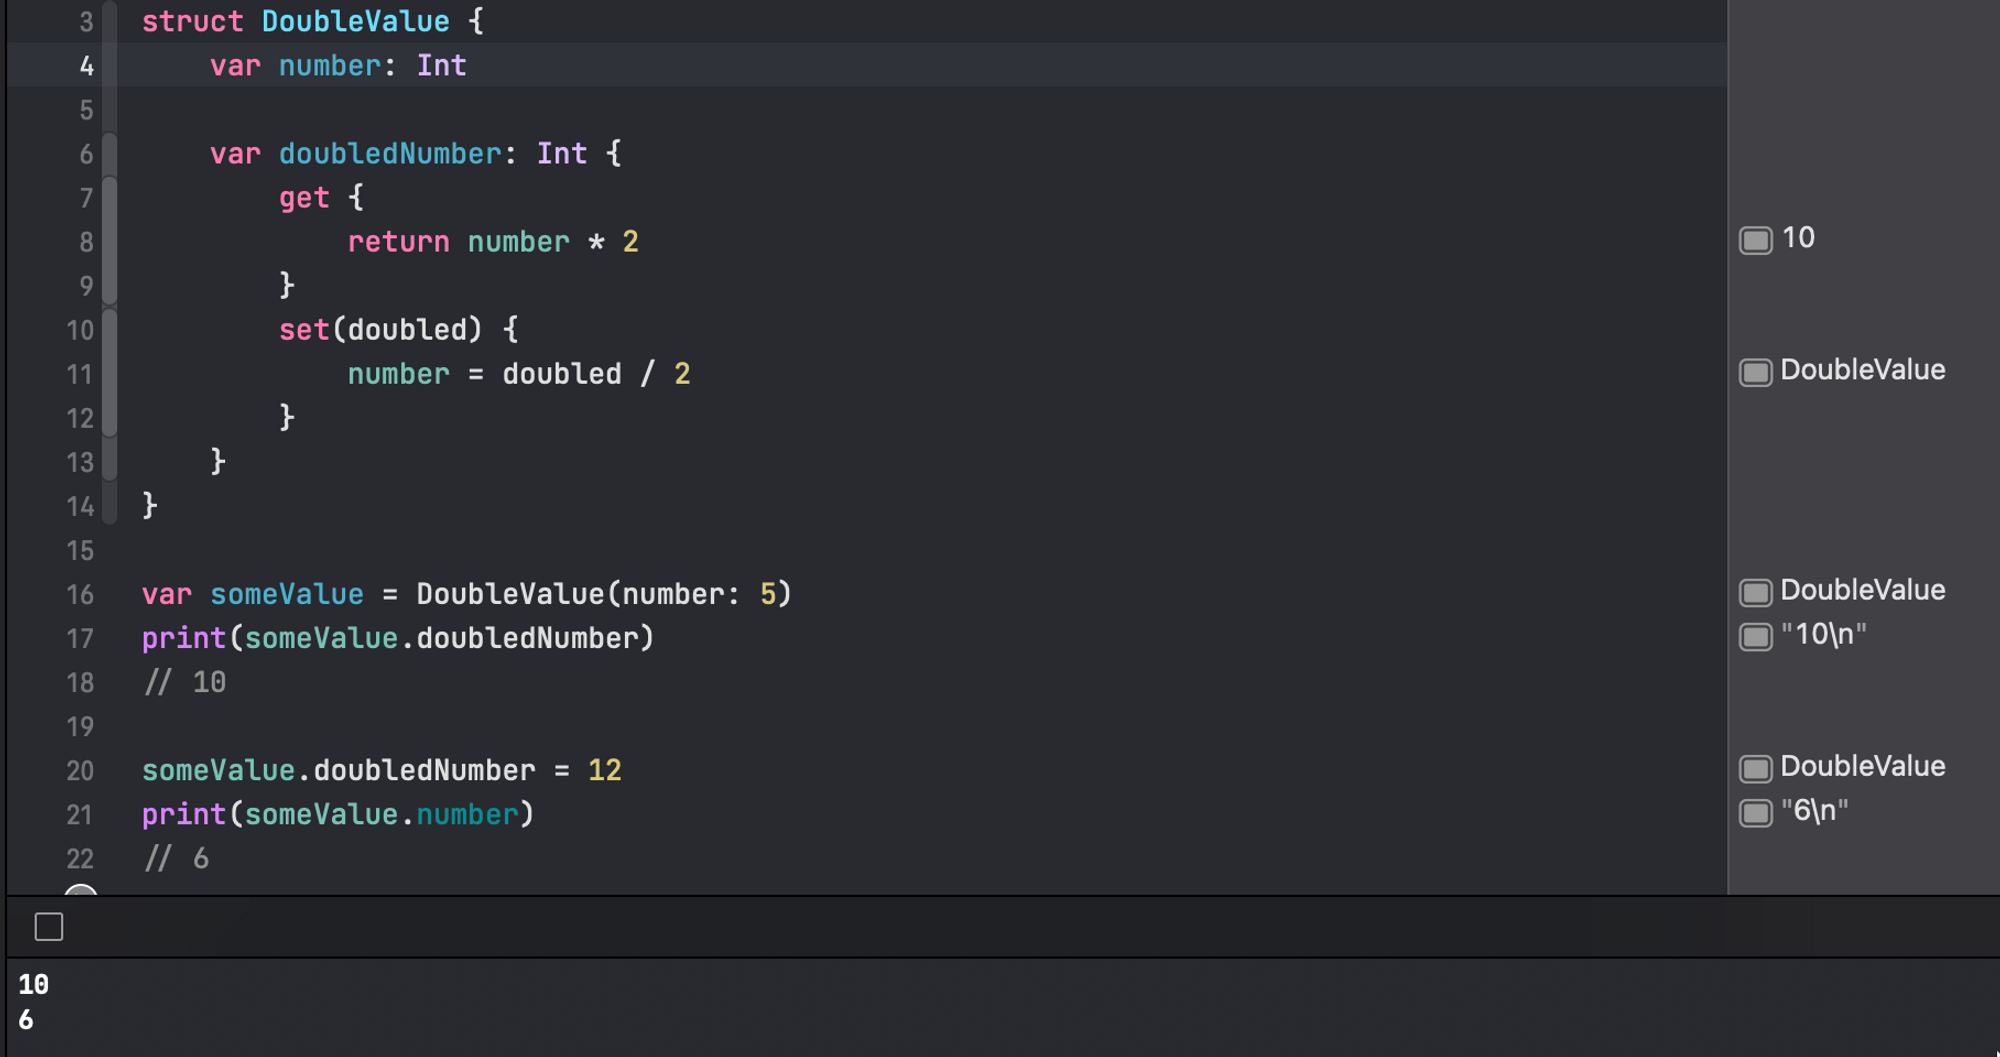 3 struct DoubleValue {
4 var number: Int
5
6 var doubledNumber: Int {
7 get {
8 return number * 2 10
9 }
10 set(doubled) {
11 number = doubled / 2 DoubleValue
12 }
13 }
14 }
15
16 var someValue = DoubleValue(number: 5) DoubleValue
17 print(someValue.doubledNumber) "10\n"
18 // 10
19
20 someValue.doubledNumber = 12 DoubleValue
21 print(someValue.number) "6\n"
22 // 6
10
6